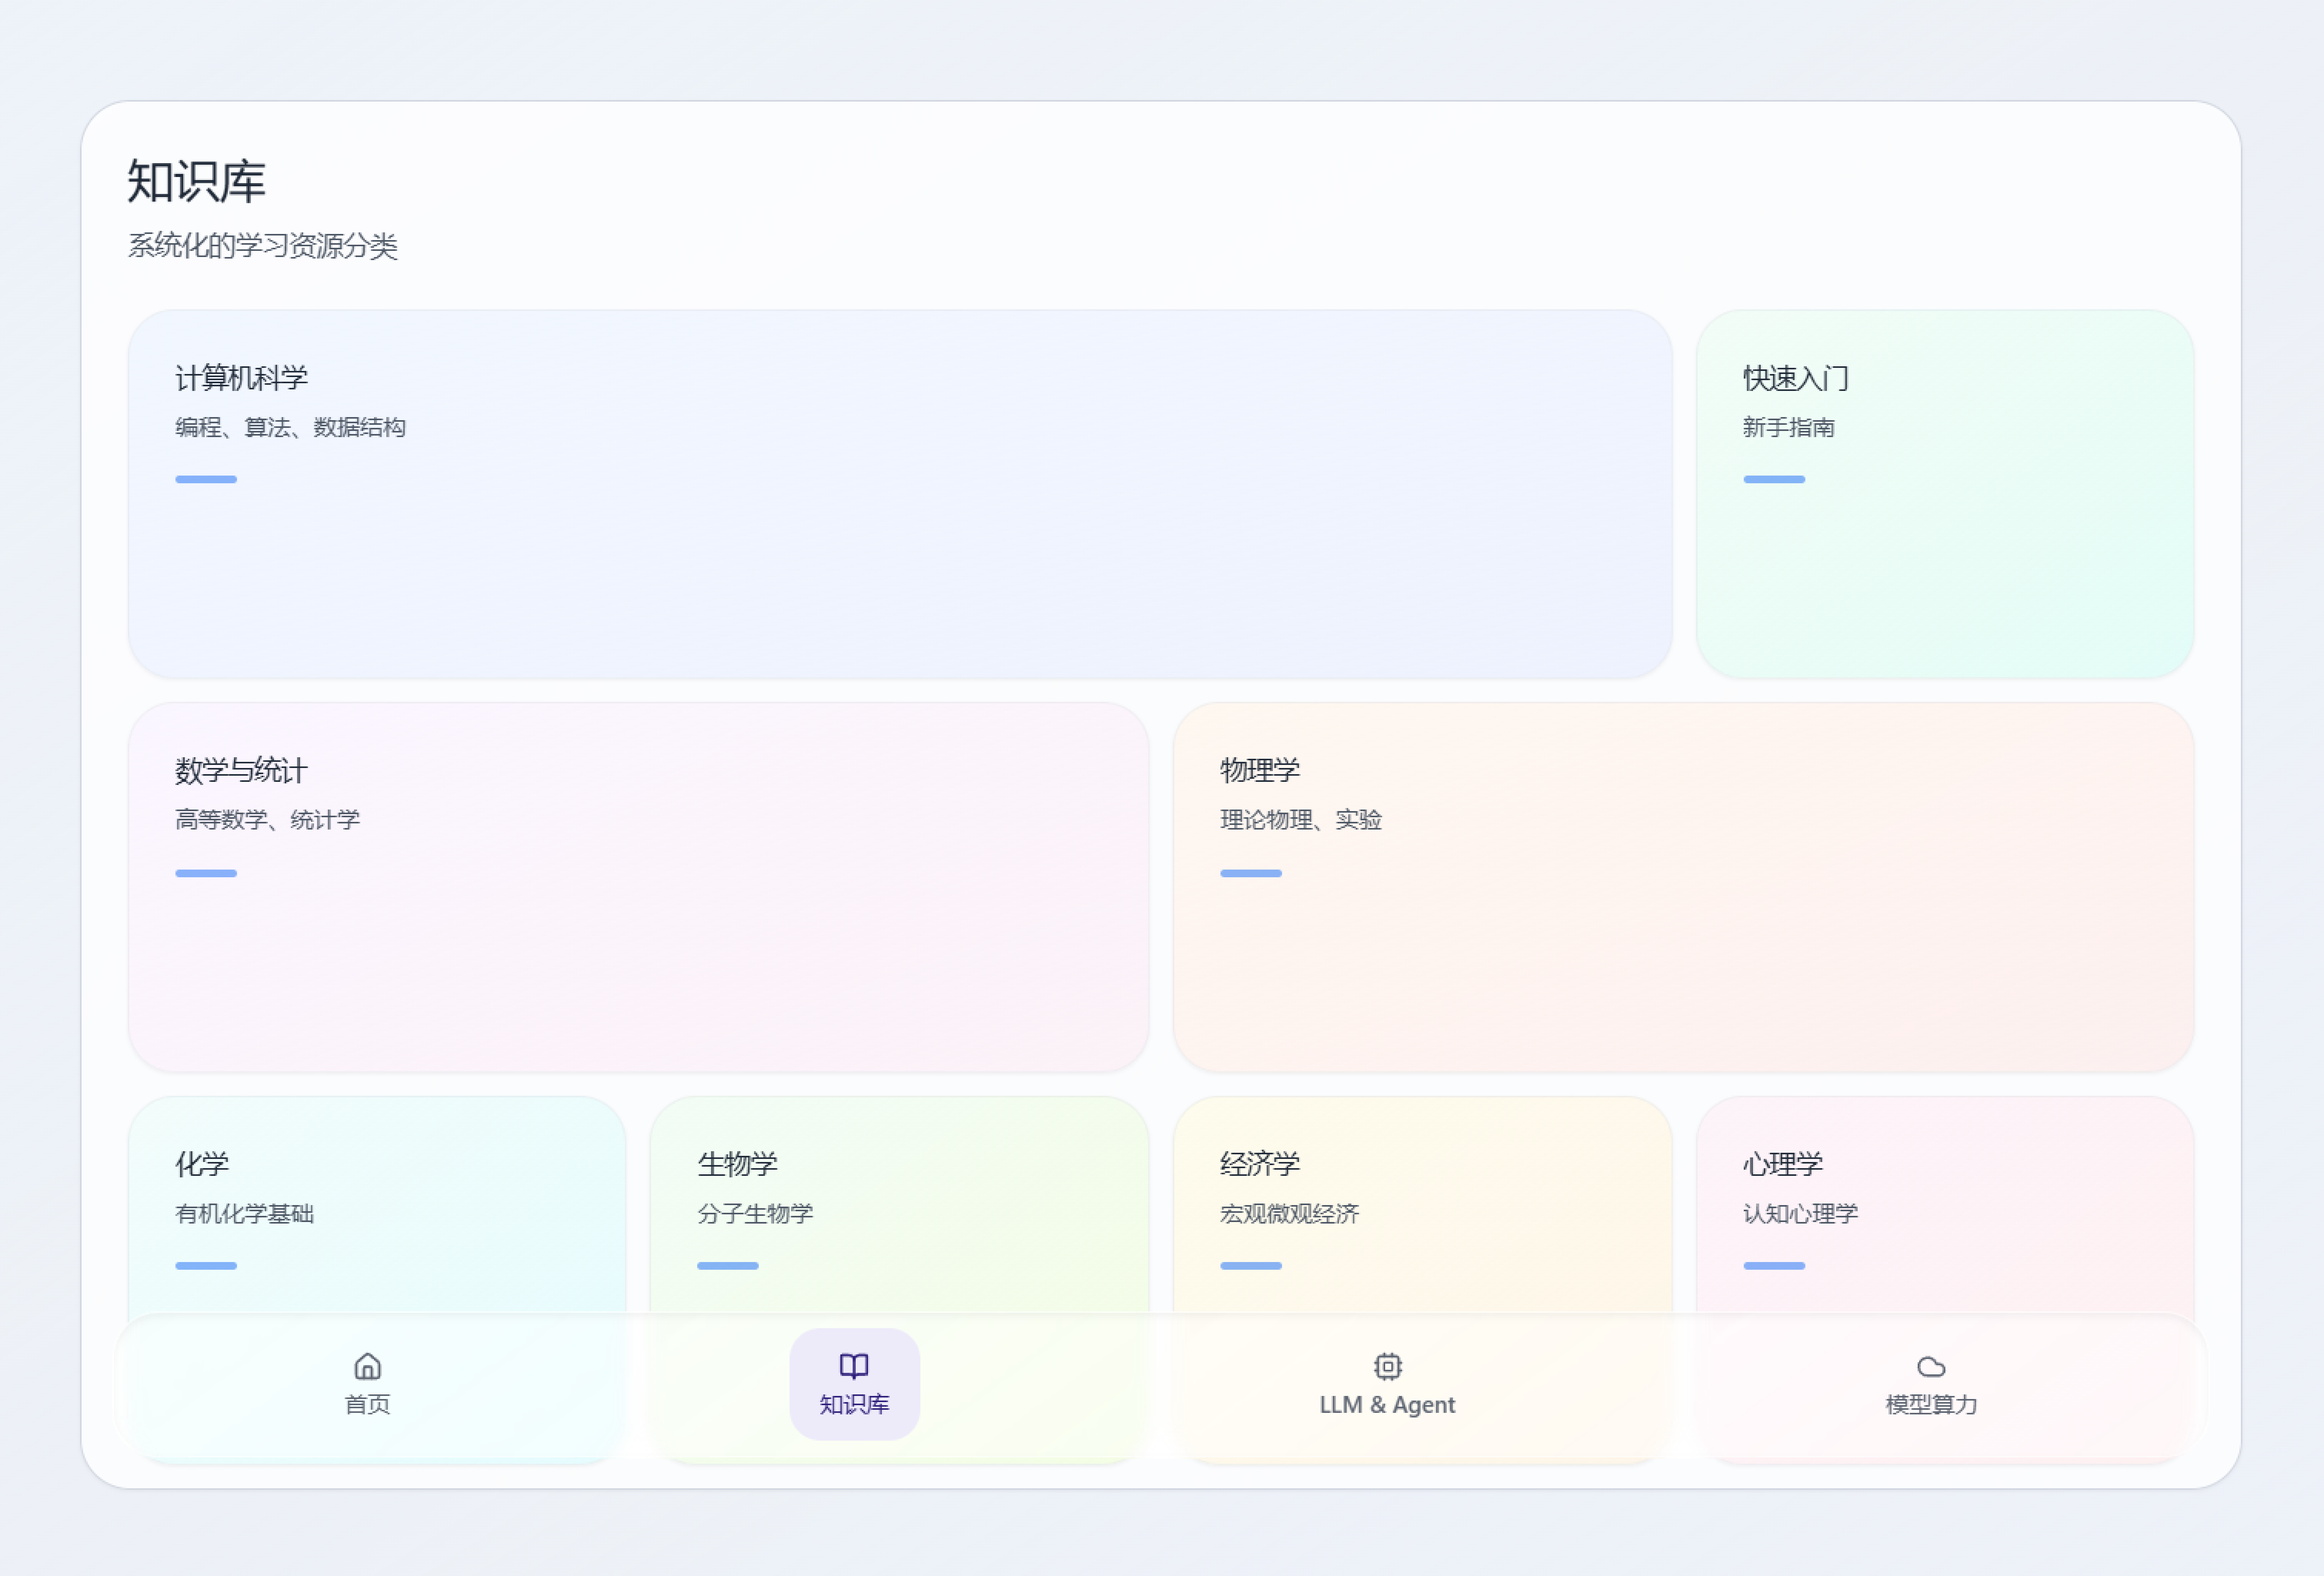 知识库
系统化的学习资源分类
计算机科学
编程、算法、数据结构
快速入门
新手指南
数学与统计
高等数学、统计学
物理学
理论物理、实验
化学
有机化学基础
生物学
分子生物学
经济学
宏观微观经济
心理学
认知心理学
首页
知识库
LLM & Agent
模型算力